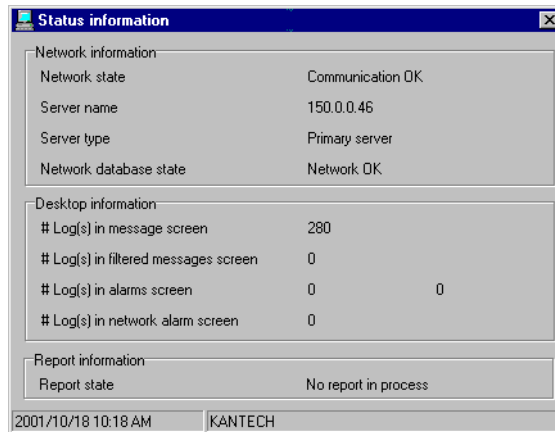 Status information
Network information
Network state Communication OK
Server name 150.0.0.46
Server type Primary server
Network database state Network OK
Desktop information
# Log(s) in message screen 280
# Log(s) in filtered messages screen 0
# Log(s) in alarms screen 0 0
# Log(s) in network alarm screen 0
Report information
Report state No report in process
2001/10/18 10:18 AM KANTECH